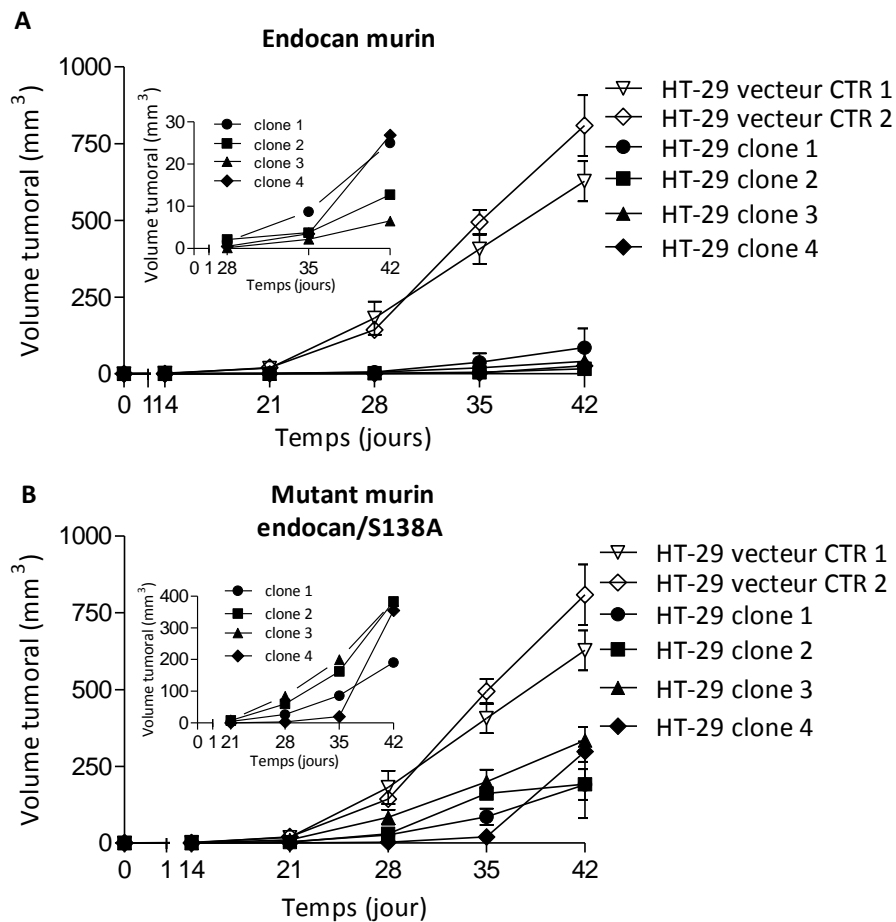 A
Endocan murin
1000
750
500
250
0
Volume tumoral (mm³)
30
20
10
0
Volume tumoral (mm³)
clone 1
clone 2
clone 3
clone 4
0 1 28 35 42
Temps (jours)
HT-29 vecteur CTR 1
HT-29 vecteur CTR 2
HT-29 clone 1
HT-29 clone 2
HT-29 clone 3
HT-29 clone 4
0 1 14 21 28 35 42
Temps (jours)
B
Mutant murin
endocan/S138A
1000
750
500
250
0
Volume tumoral (mm³)
400
300
200
100
0
Volume tumoral (mm³)
clone 1
clone 2
clone 3
clone 4
0 1 21 28 35 42
Temps (jours)
HT-29 vecteur CTR 1
HT-29 vecteur CTR 2
HT-29 clone 1
HT-29 clone 2
HT-29 clone 3
HT-29 clone 4
0 1 14 21 28 35 42
Temps (jour)